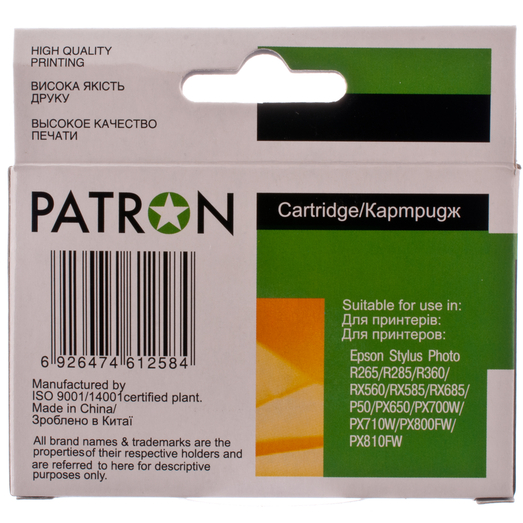 HIGH QUALITY
PRINTING
ВИСОКА ЯКІСТЬ
ДРУКУ
ВЫСОКОЕ КАЧЕСТВО
ПЕЧАТИ
PATRON
Cartridge/Картридж
6 926474 612584
Manufactured by
ISO 9001/14001certified plant.
Made in China/
Зроблено в Китаї
All brand names & trademarks are the
propertiesof their respective holders and
are referred to here for descriptive
purposes only.
Suitable for use in:
Для принтерів:
Для принтеров:
Epson Stylus Photo
R265/R285/R360/
RX560/RX585/RX685/
P50/PX650/PX700W/
PX710W/PX800FW/
PX810FW